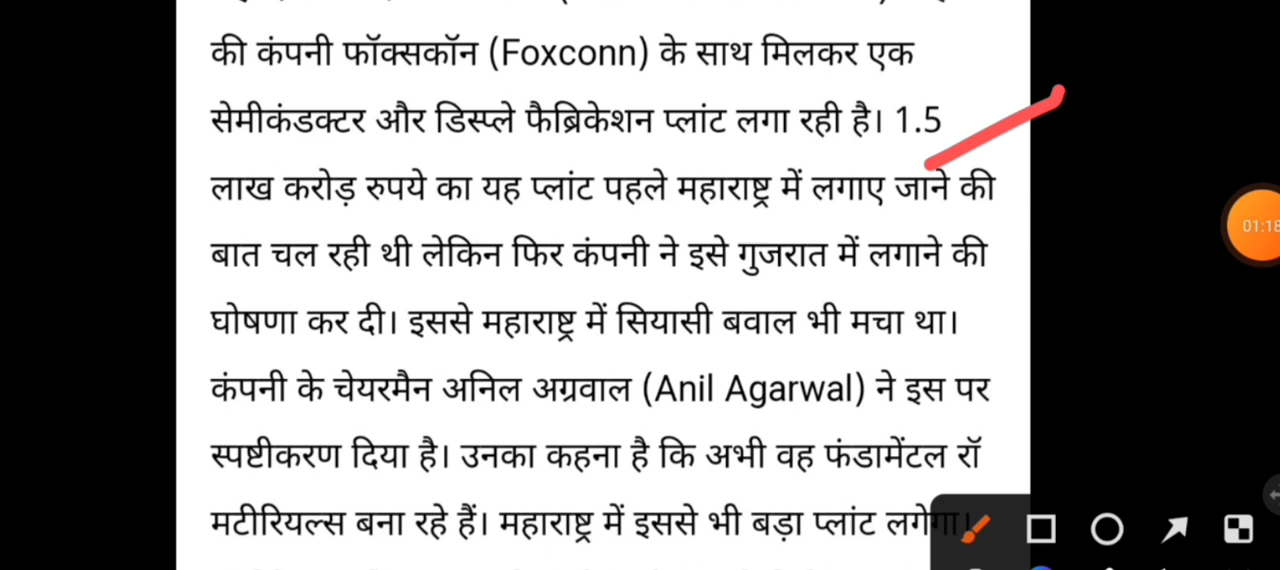 की कंपनी फॉक्सकॉन (Foxconn) के साथ मिलकर एक
सेमीकंडक्टर और डिस्प्ले फैब्रिकेशन प्लांट लगा रही है। 1.5
लाख करोड़ रुपये का यह प्लांट पहले महाराष्ट्र में लगाए जाने की
बात चल रही थी लेकिन फिर कंपनी ने इसे गुजरात में लगाने की
घोषणा कर दी। इससे महाराष्ट्र में सियासी बवाल भी मचा था।
कंपनी के चेयरमैन अनिल अग्रवाल (Anil Agarwal) ने इस पर
स्पष्टीकरण दिया है। उनका कहना है कि अभी वह फंडामेंटल रॉ
मटीरियल्स बना रहे हैं। महाराष्ट्र में इससे भी बड़ा प्लांट लगेगा।
01:18